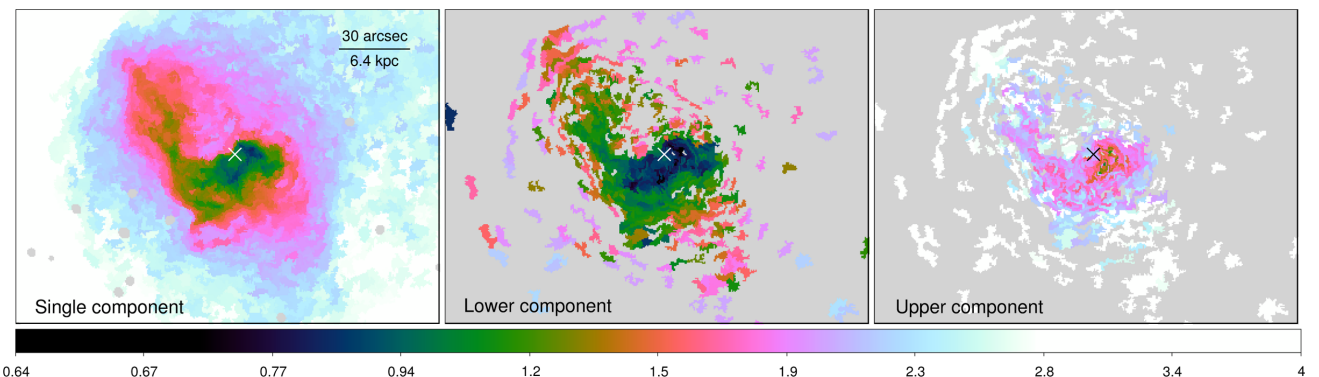 30 arcsec
6.4 kpc
Single component
Lower component
Upper component
0.64 0.67 0.77 0.94 1.2 1.5 1.9 2.3 2.8 3.4 4